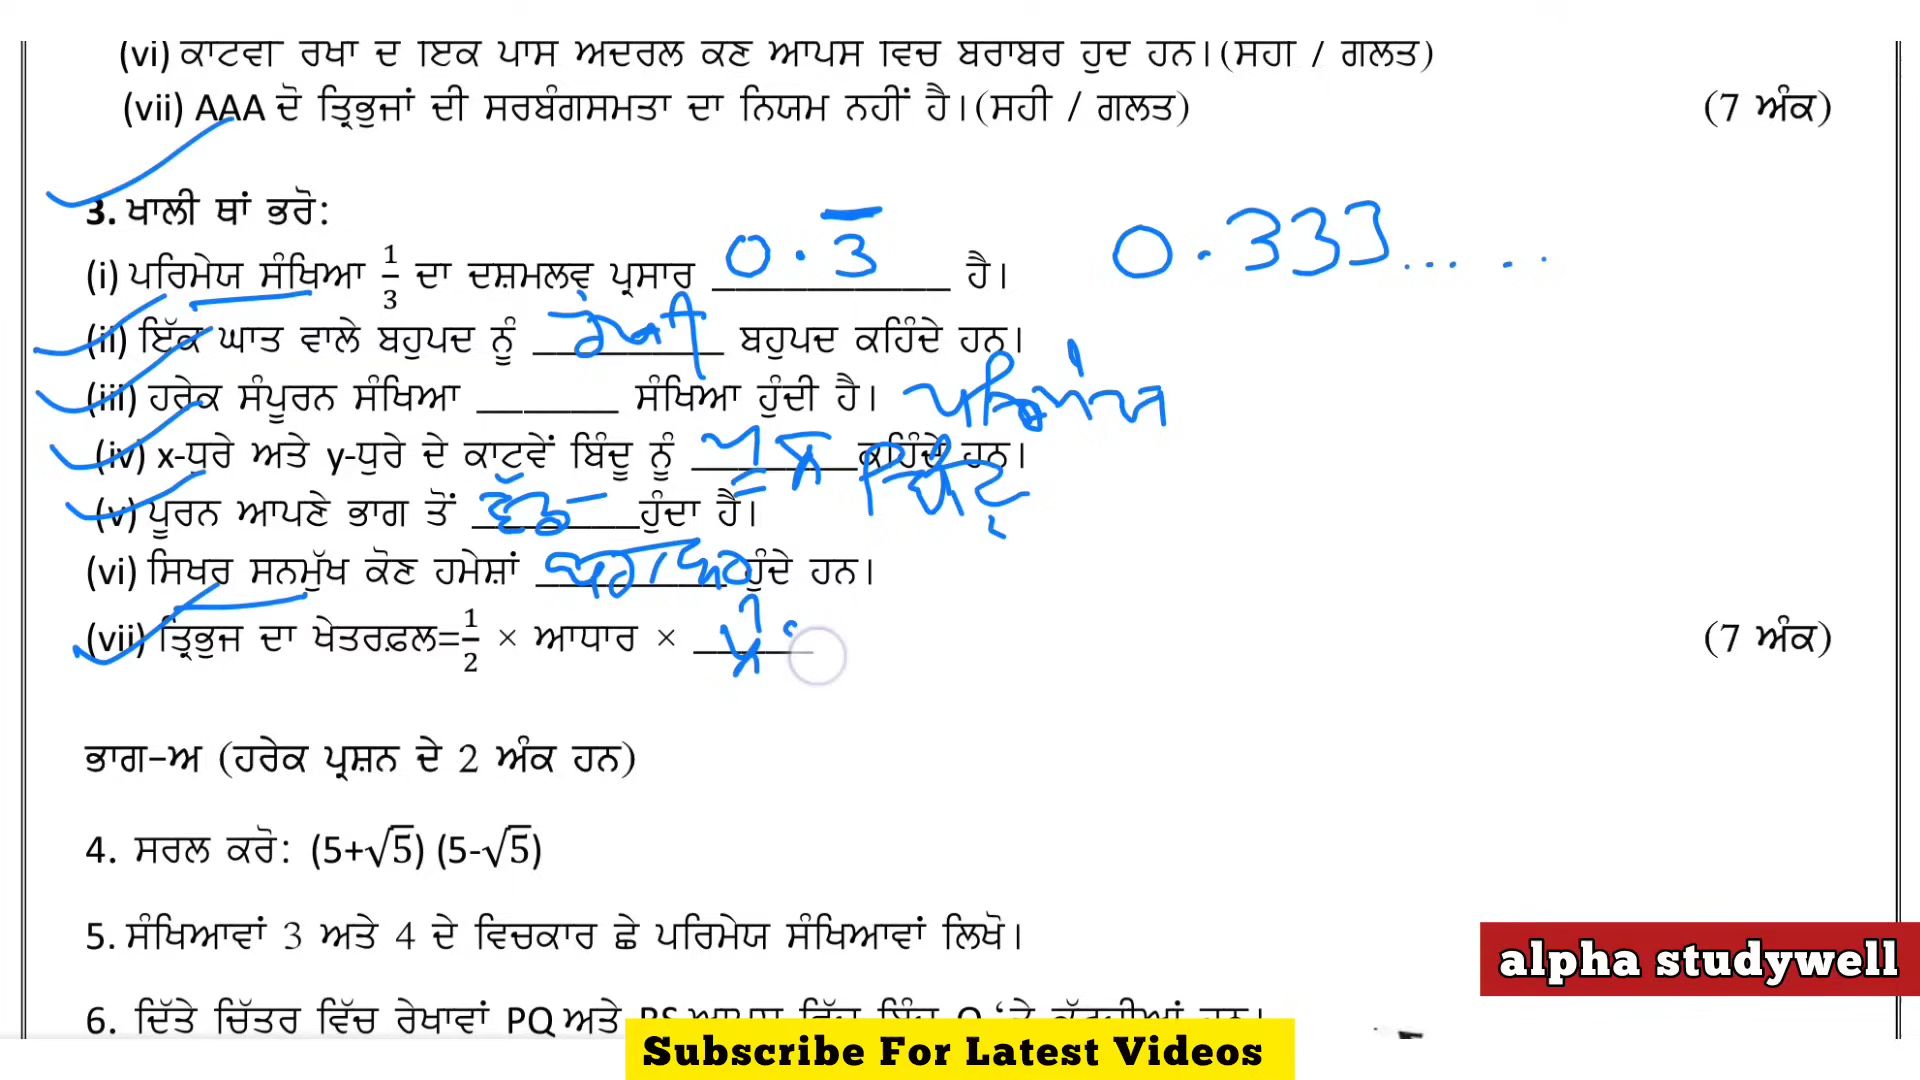 (vi) ਕਾਟਵੀਂ ਰੇਖਾ ਦੇ ਇੱਕ ਪਾਸੇ ਅੰਦਰਲੇ ਕੋਣ ਆਪਸ ਵਿੱਚ ਬਰਾਬਰ ਹੁੰਦੇ ਹਨ।(ਸਹੀ / ਗਲਤ)
(vii) AAA ਦੋ ਤ੍ਰਿਭੁਜਾਂ ਦੀ ਸਰਬੰਗਸਮਤਾ ਦਾ ਨਿਯਮ ਨਹੀਂ ਹੈ।(ਸਹੀ / ਗਲਤ) (7 ਅੰਕ)
3. ਖਾਲੀ ਥਾਂ ਭਰੋ:
(i) ਪਰਿਮੇਯ ਸੰਖਿਆ 1/3 ਦਾ ਦਸ਼ਮਲਵ ਪ੍ਰਸਾਰ 0.3̅ ਹੈ। 0.333......
(ii) ਇੱਕ ਘਾਤ ਵਾਲੇ ਬਹੁਪਦ ਨੂੰ ਰੇਖੀ ਬਹੁਪਦ ਕਹਿੰਦੇ ਹਨ।
(iii) ਹਰੇਕ ਸੰਪੂਰਨ ਸੰਖਿਆ ______ ਸੰਖਿਆ ਹੁੰਦੀ ਹੈ। ਪਰਿਮੇਯ
(iv) x-ਧੁਰੇ ਅਤੇ y-ਧੁਰੇ ਦੇ ਕਾਟਵੇਂ ਬਿੰਦੂ ਨੂੰ ਮੂਲ ਬਿੰਦੂ ਕਹਿੰਦੇ ਹਨ।
(v) ਪੂਰਨ ਆਪਣੇ ਭਾਗ ਤੋਂ ਵੱਡਾ ਹੁੰਦਾ ਹੈ।
(vi) ਸਿਖਰ ਸਨਮੁੱਖ ਕੋਣ ਹਮੇਸ਼ਾਂ ਬਰਾਬਰ ਹੁੰਦੇ ਹਨ।
(vii) ਤ੍ਰਿਭੁਜ ਦਾ ਖੇਤਰਫ਼ਲ=1/2 × ਆਧਾਰ × _____ (7 ਅੰਕ)
ਭਾਗ-ਅ (ਹਰੇਕ ਪ੍ਰਸ਼ਨ ਦੇ 2 ਅੰਕ ਹਨ)
4. ਸਰਲ ਕਰੋ: (5+√5) (5-√5)
5. ਸੰਖਿਆਵਾਂ 3 ਅਤੇ 4 ਦੇ ਵਿਚਕਾਰ ਛੇ ਪਰਿਮੇਯ ਸੰਖਿਆਵਾਂ ਲਿਖੋ।
alpha studywell
6. ਦਿੱਤੇ ਚਿੱਤਰ ਵਿੱਚ ਰੇਖਾਵਾਂ PQ ਅਤੇ
Subscribe For Latest Videos